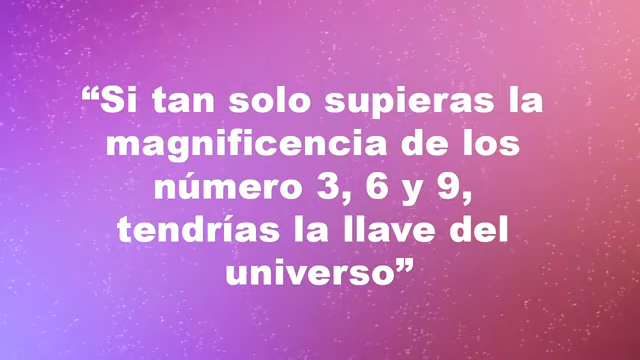 “Si tan solo supieras la
magnificencia de los
número 3, 6 y 9,
tendrías la llave del
universo”